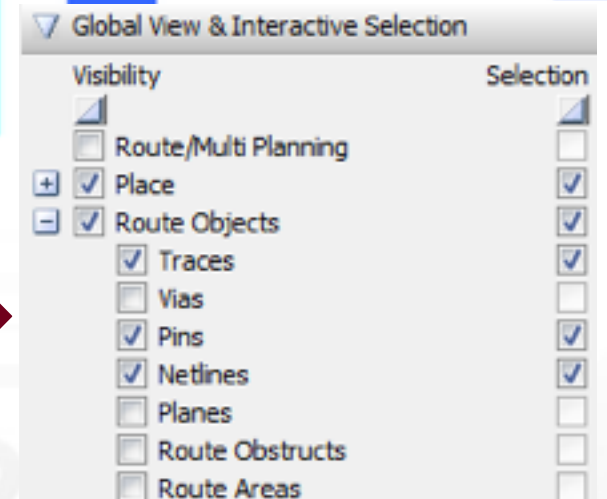 Global View & Interactive Selection
Visibility Selection
Route/Multi Planning
Place
Route Objects
Traces
Vias
Pins
Netlines
Planes
Route Obstructs
Route Areas